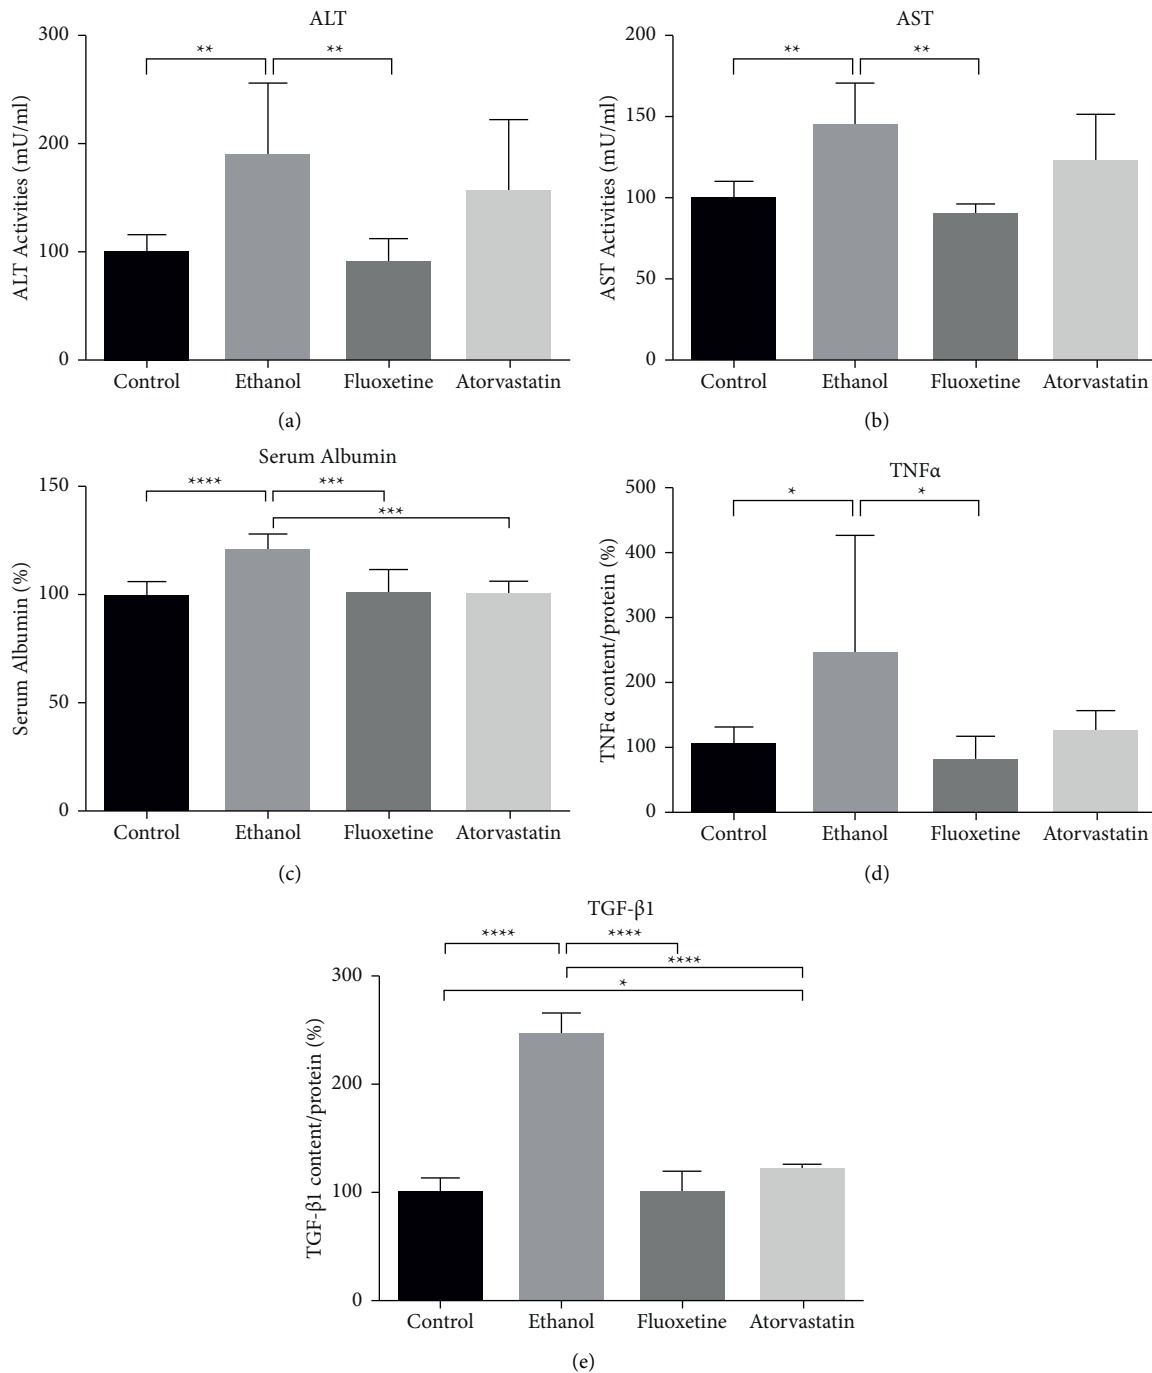 ALT
ALT Activities (mU/ml)
300
200
100
0
**
**
Control
Ethanol
Fluoxetine
Atorvastatin
(a)
AST
AST Activities (mU/ml)
200
150
100
50
0
**
**
Control
Ethanol
Fluoxetine
Atorvastatin
(b)
Serum Albumin
Serum Albumin (%)
150
100
50
0
****
***
***
Control
Ethanol
Fluoxetine
Atorvastatin
(c)
TNFα
TNFα content/protein (%)
500
400
300
200
100
0
*
*
Control
Ethanol
Fluoxetine
Atorvastatin
(d)
TGF-β1
TGF-β1 content/protein (%)
300
200
100
0
****
****
****
*
Control
Ethanol
Fluoxetine
Atorvastatin
(e)